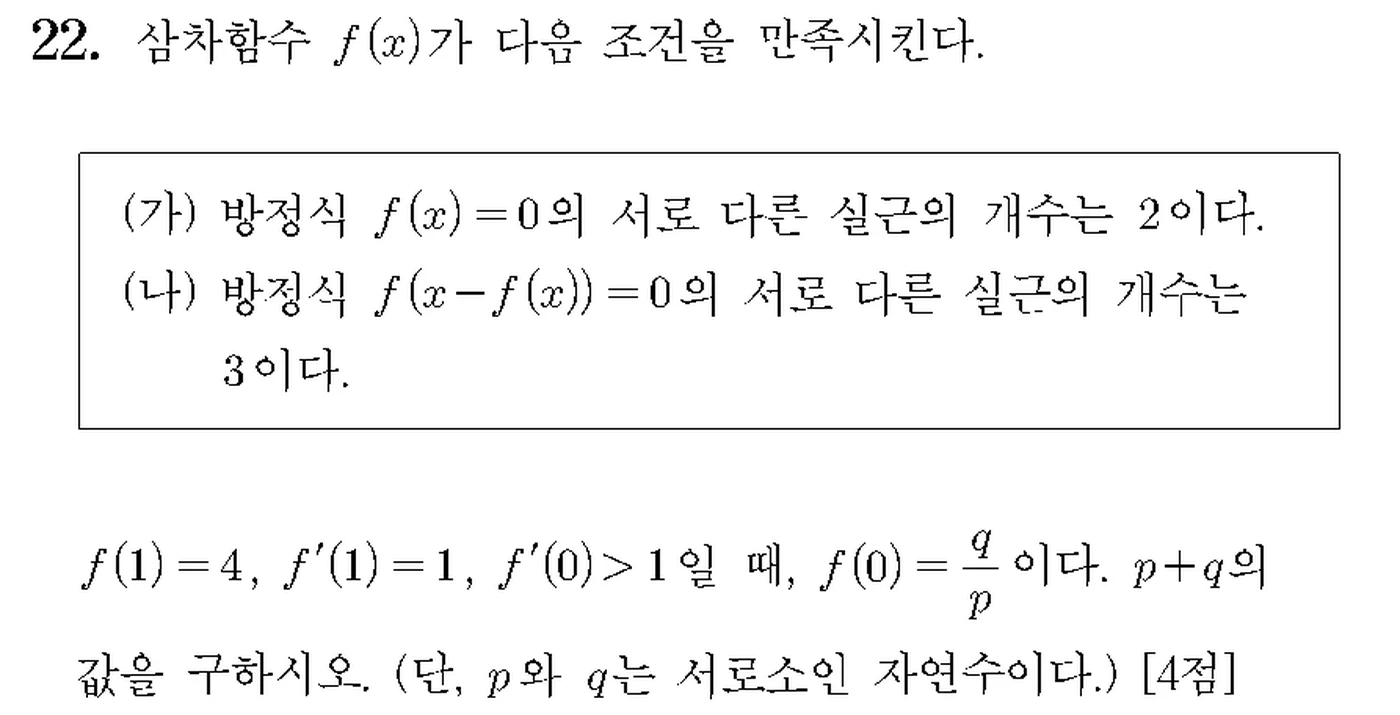 22. 삼차함수 f(x)가 다음 조건을 만족시킨다.
(가) 방정식 f(x)=0의 서로 다른 실근의 개수는 2이다.
(나) 방정식 f(x-f(x))=0의 서로 다른 실근의 개수는
3이다.
f(1)=4, f′(1)=1, f′(0)>1일 때, f(0)=q/p이다. p+q의
값을 구하시오. (단, p와 q는 서로소인 자연수이다.) [4점]